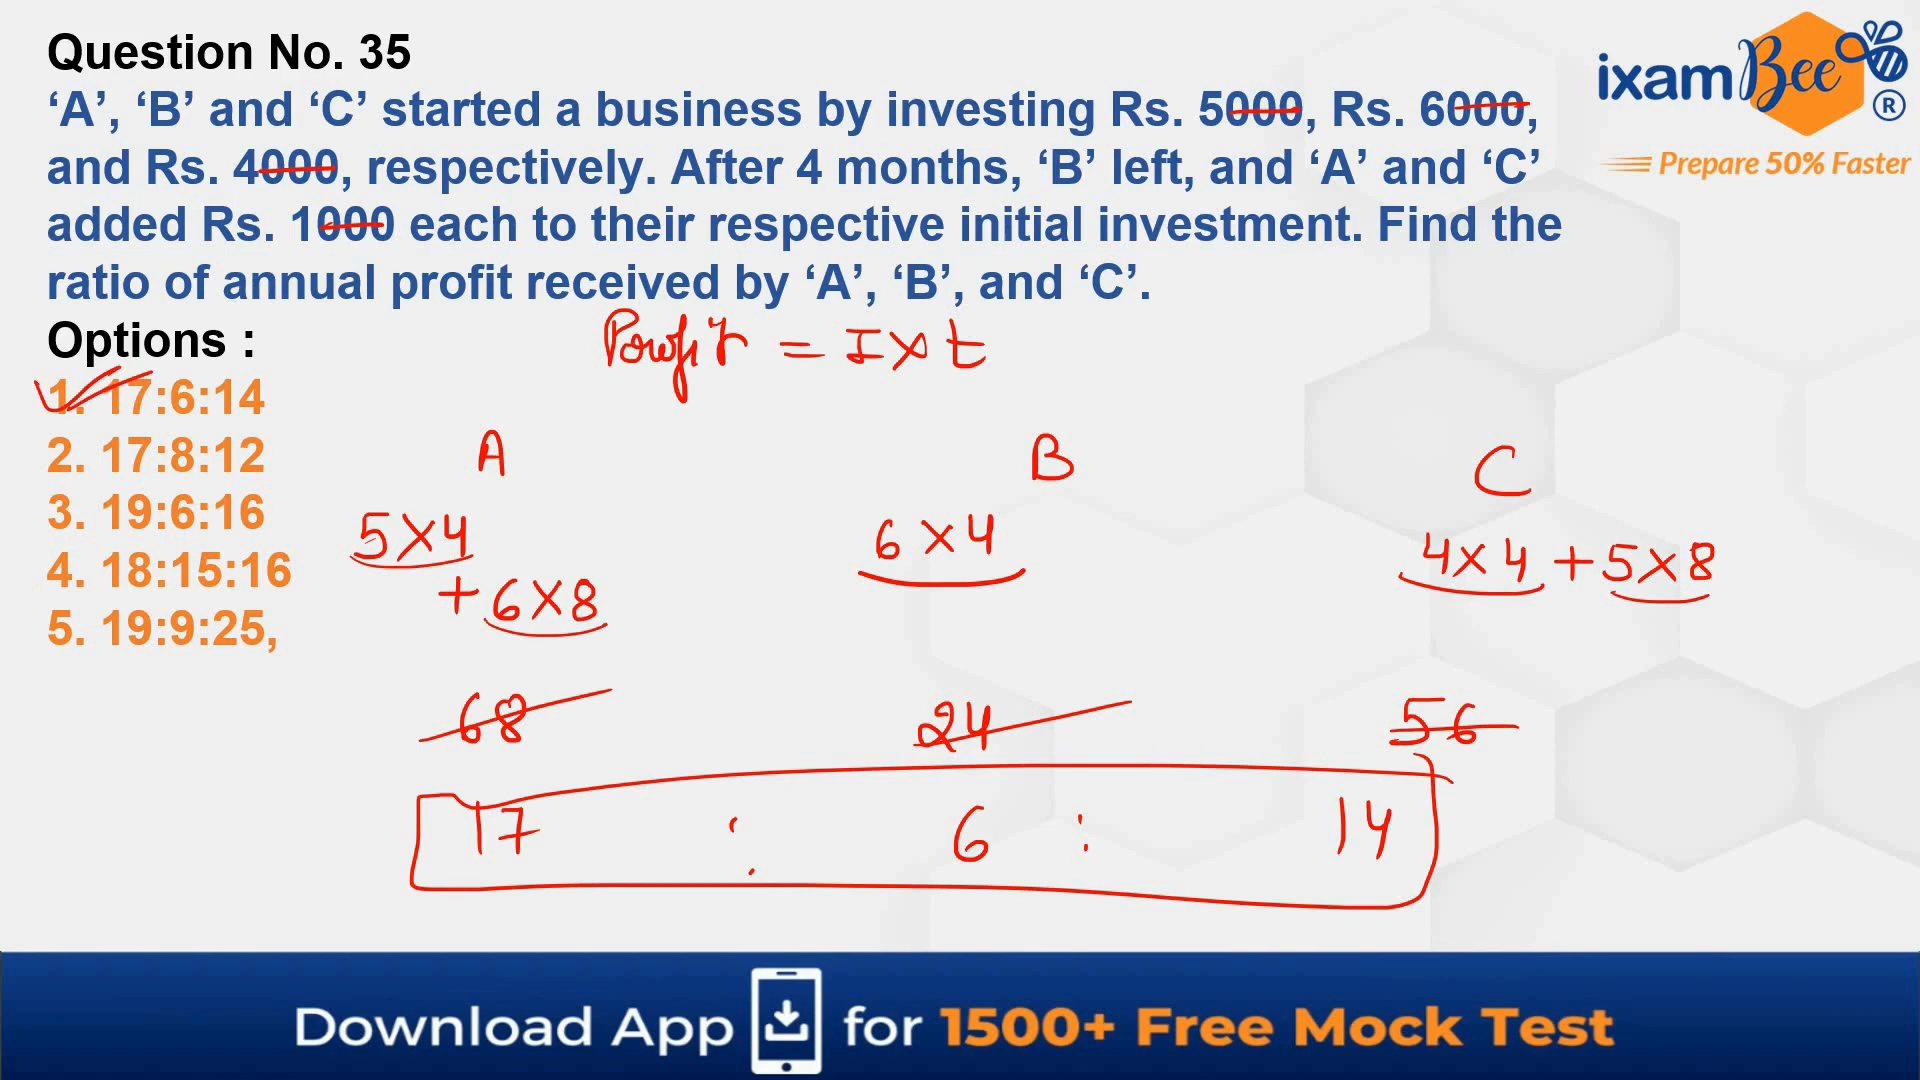 Question No. 35
‘A’, ‘B’ and ‘C’ started a business by investing Rs. 5000, Rs. 6000,
and Rs. 4000, respectively. After 4 months, ‘B’ left, and ‘A’ and ‘C’
added Rs. 1000 each to their respective initial investment. Find the
ratio of annual profit received by ‘A’, ‘B’, and ‘C’.
Options :
1. 17:6:14
2. 17:8:12
3. 19:6:16
4. 18:15:16
5. 19:9:25,
ixamBee ®
Prepare 50% Faster
Profit = I × t
A B C
5×4 6×4 4×4+5×8
+6×8
68 24 56
17 : 6 : 14
Download App for 1500+ Free Mock Test